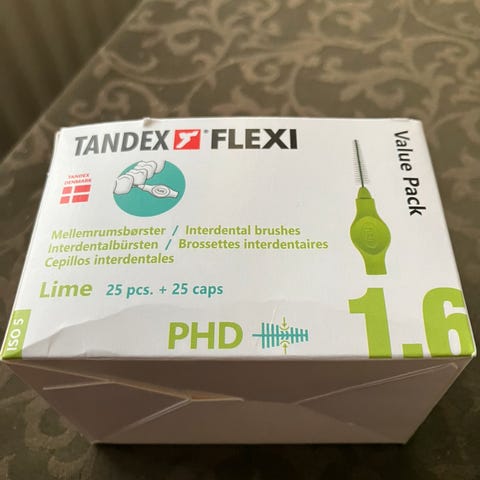 TANDEX ® FLEXI
Value Pack
TANDEX
DENMARK
Mellemrumsbørster / Interdental brushes
Interdentalbürsten / Brossettes interdentaires
Cepillos interdentales
Lime 25 pcs. + 25 caps
ISO 5
PHD
1.6